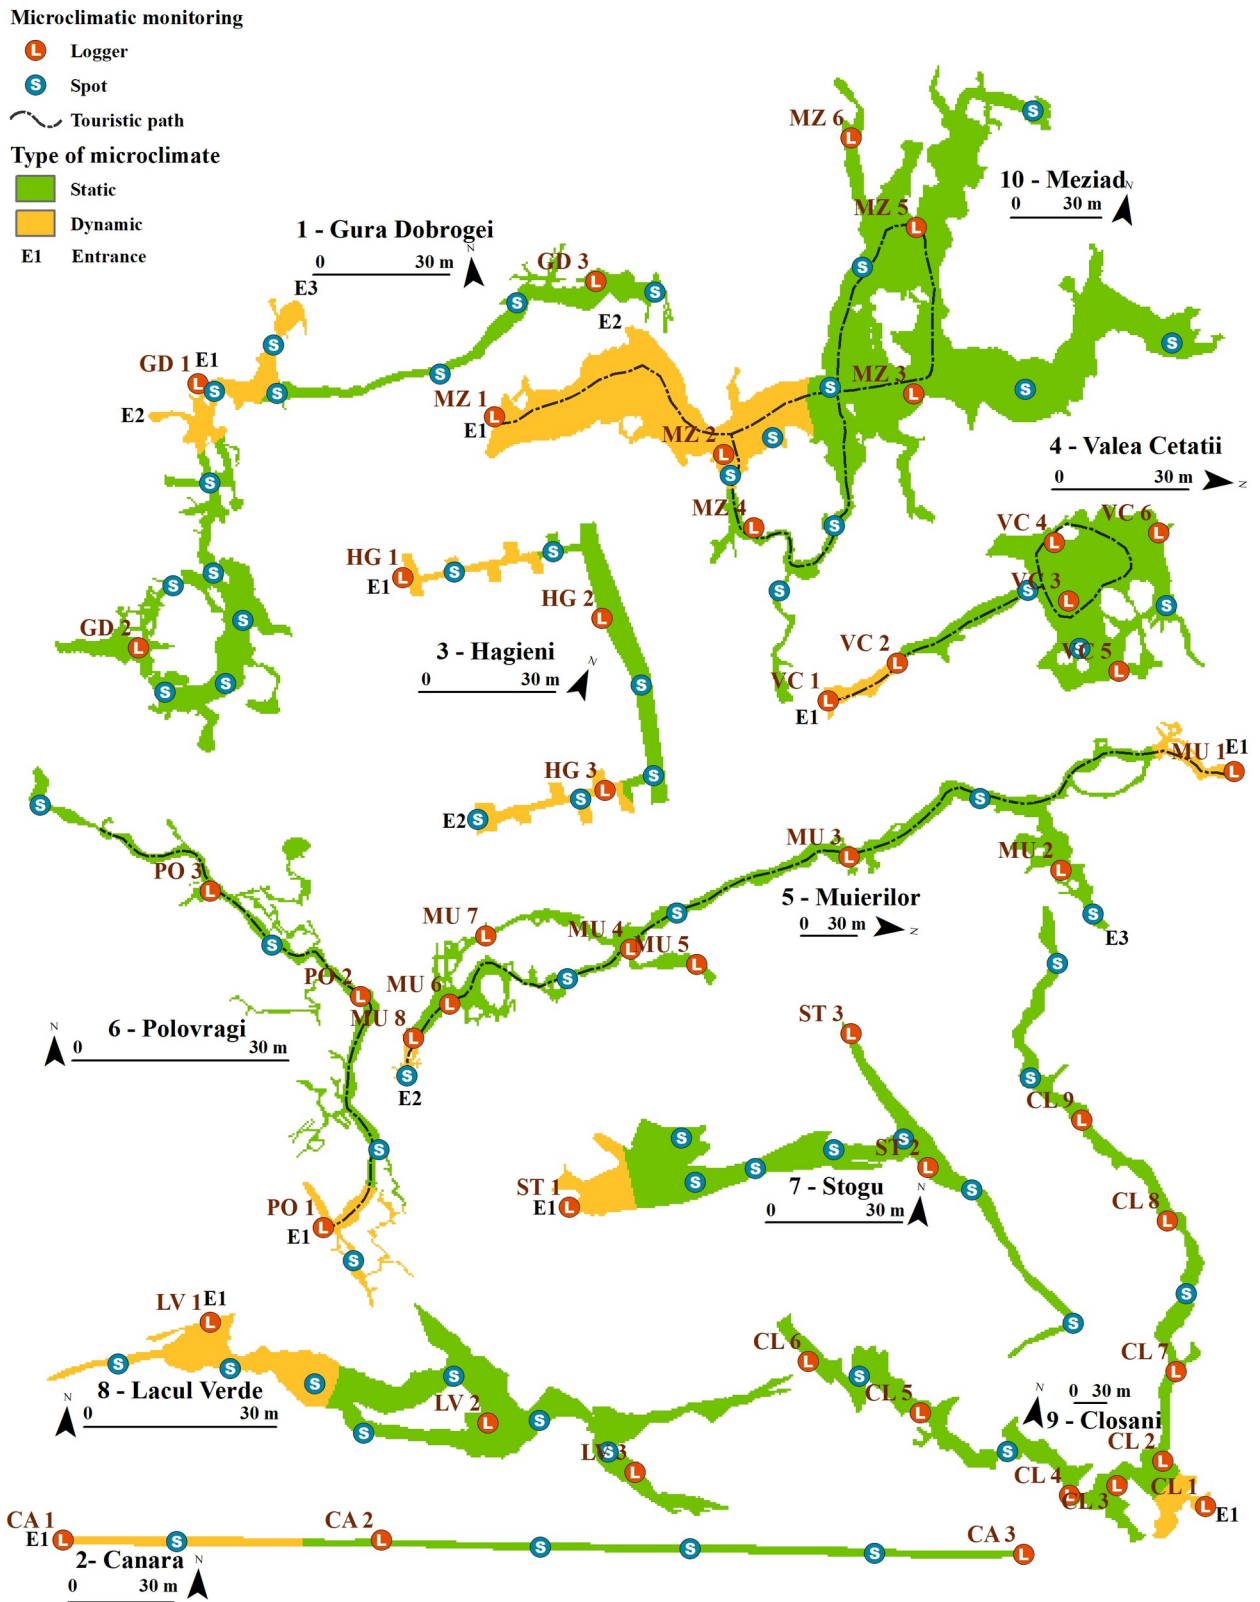 Microclimatic monitoring
L Logger
S Spot
Touristic path
Type of microclimate
Static
Dynamic
E1 Entrance
1 - Gura Dobrogei
0 30 m
N
E3
GD 1
E1
E2
GD 2
GD 3
10 - Meziad
0 30 m
N
MZ 6
MZ 5
E2
MZ 3
MZ 1
E1
MZ 2
MZ 4
4 - Valea Cetatii
0 30 m
N
VC 4
VC 6
VC 3
VC 5
VC 2
VC 1
E1
HG 1
E1
HG 2
3 - Hagieni
0 30 m
N
HG 3
E2
MU 1
E1
MU 2
E3
MU 3
5 - Muierilor
0 30 m
N
MU 4
MU 5
MU 7
MU 6
MU 8
E2
PO 3
PO 2
6 - Polovragi
0 30 m
N
PO 1
E1
ST 3
ST 2
ST 1
E1
7 - Stogu
0 30 m
N
LV 1
E1
8 - Lacul Verde
0 30 m
N
LV 2
LV 3
CL 9
CL 8
CL 7
CL 6
CL 5
N
0 30 m
9 - Closani
CL 2
CL 4
CL 3
CL 1
E1
CA 1
E1
CA 2
CA 3
2- Canara
0 30 m
N